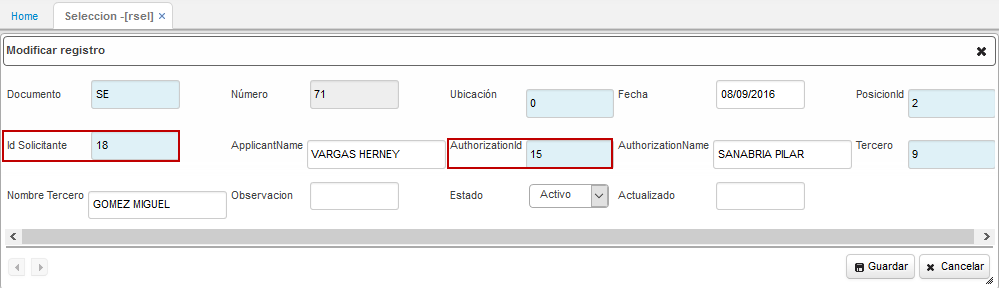 Home Seleccion -[rsel] ×
Modificar registro
Documento SE Número 71 Ubicación 0 Fecha 08/09/2016 PosicionId 2
Id Solicitante 18 ApplicantName VARGAS HERNEY AuthorizationId 15 AuthorizationName SANABRIA PILAR Tercero 9
Nombre Tercero GOMEZ MIGUEL Observacion Estado Activo Actualizado
Guardar Cancelar